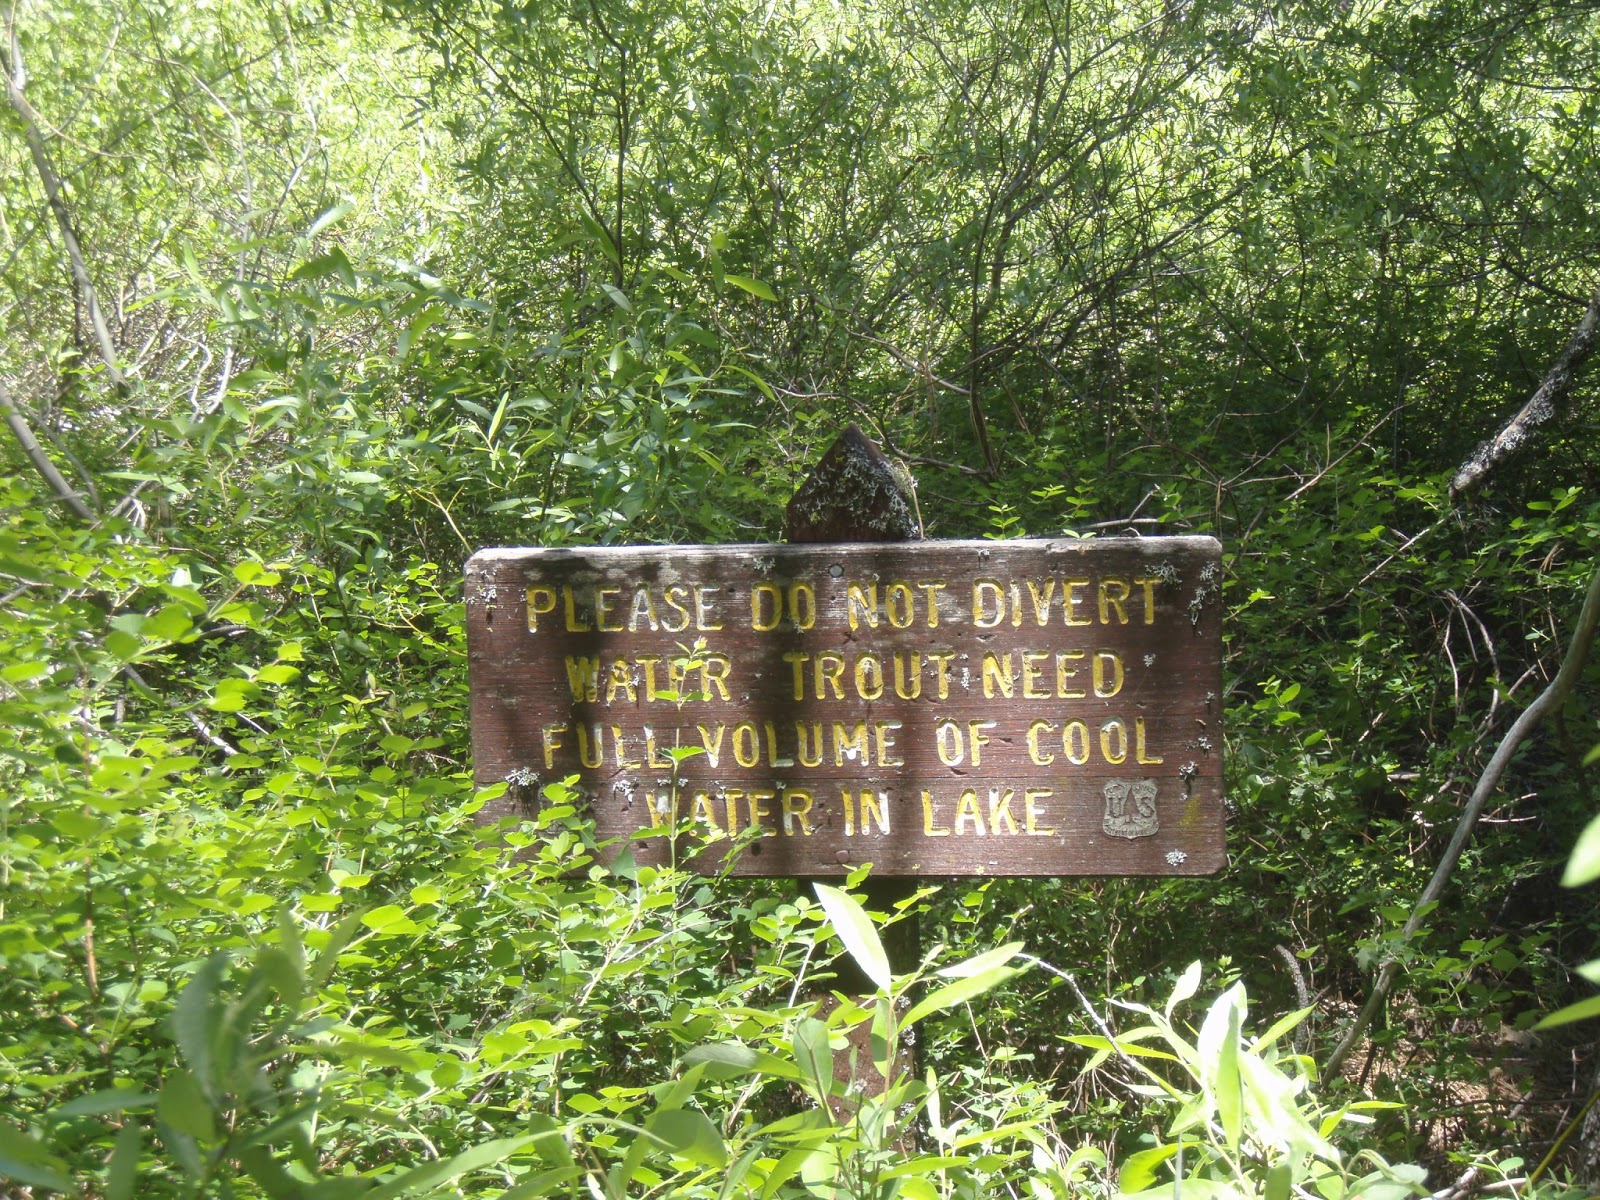 PLEASE DO NOT DIVERT
WATER TROUT NEED
FULL VOLUME OF COOL
WATER IN LAKE
U S